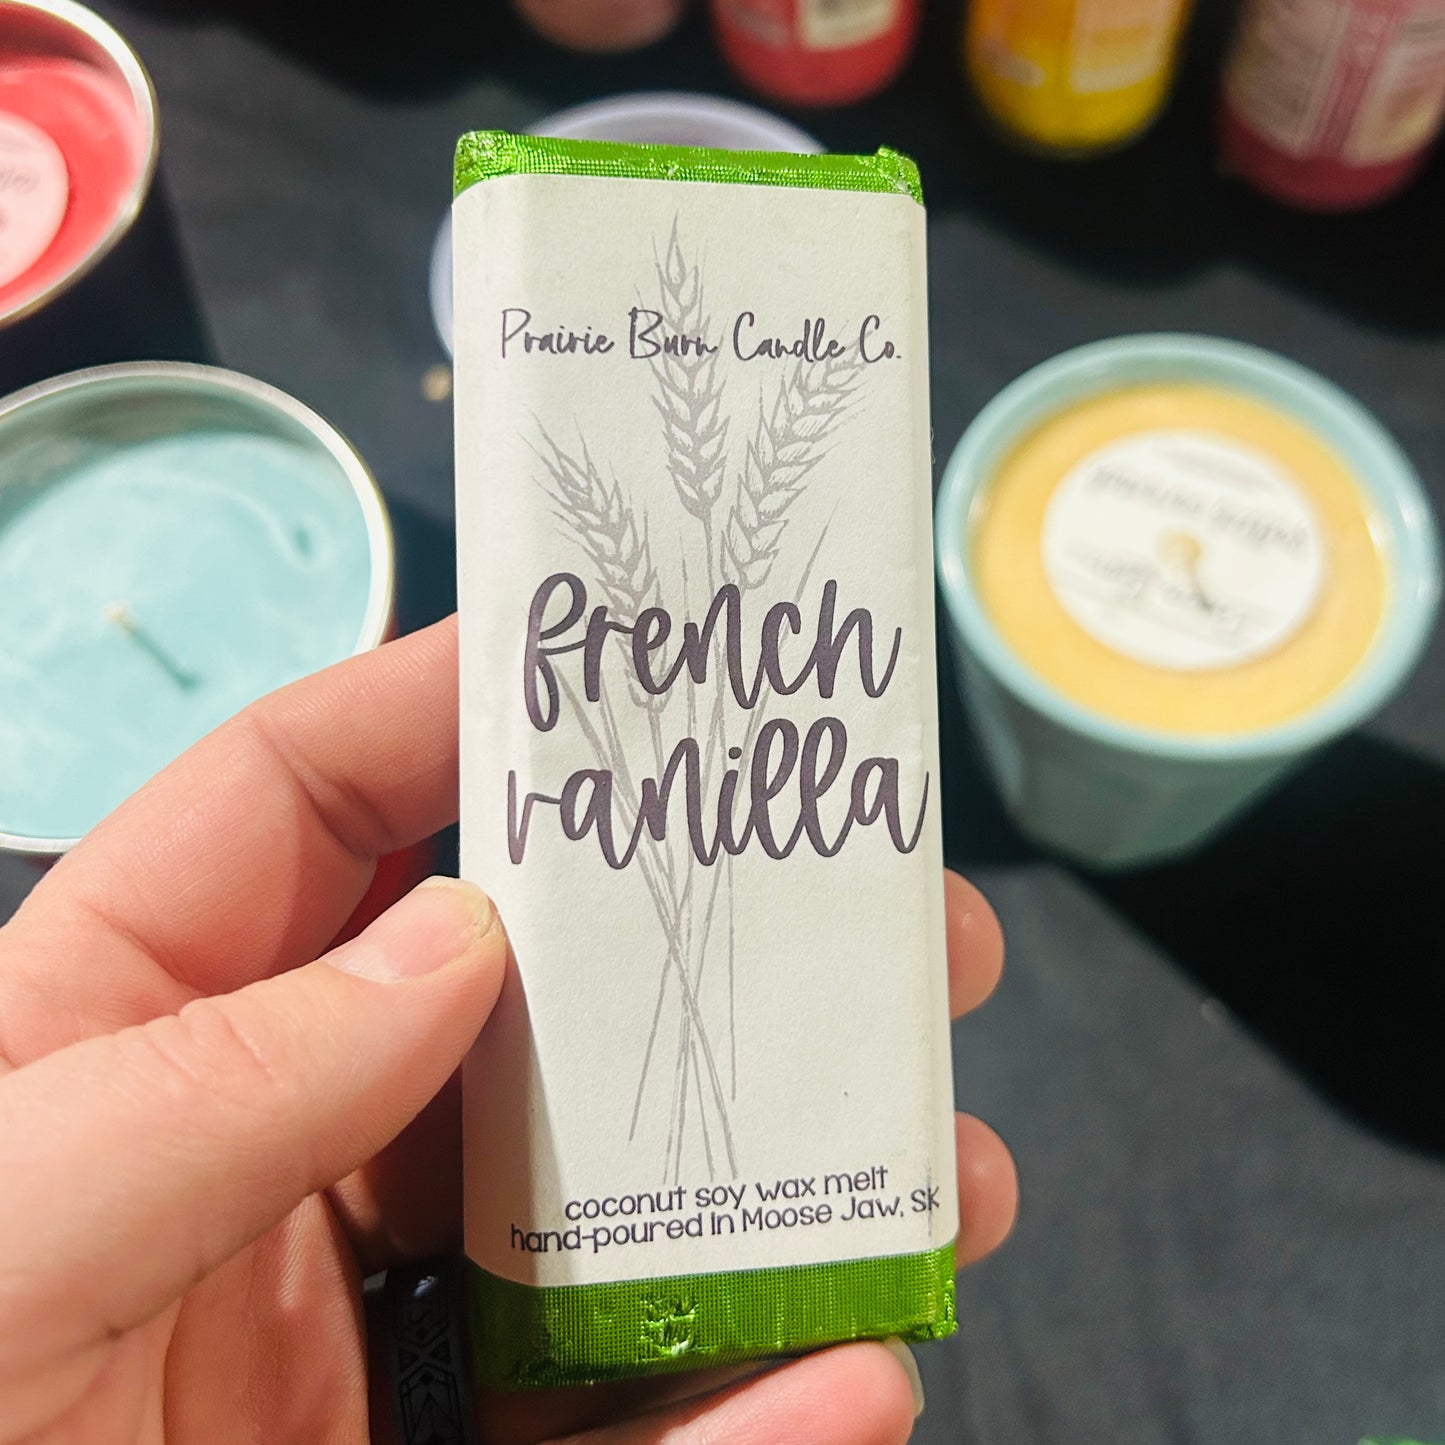 Prairie Burn Candle Co.
french
vanilla
coconut soy wax melt
hand-poured in Moose Jaw, SK